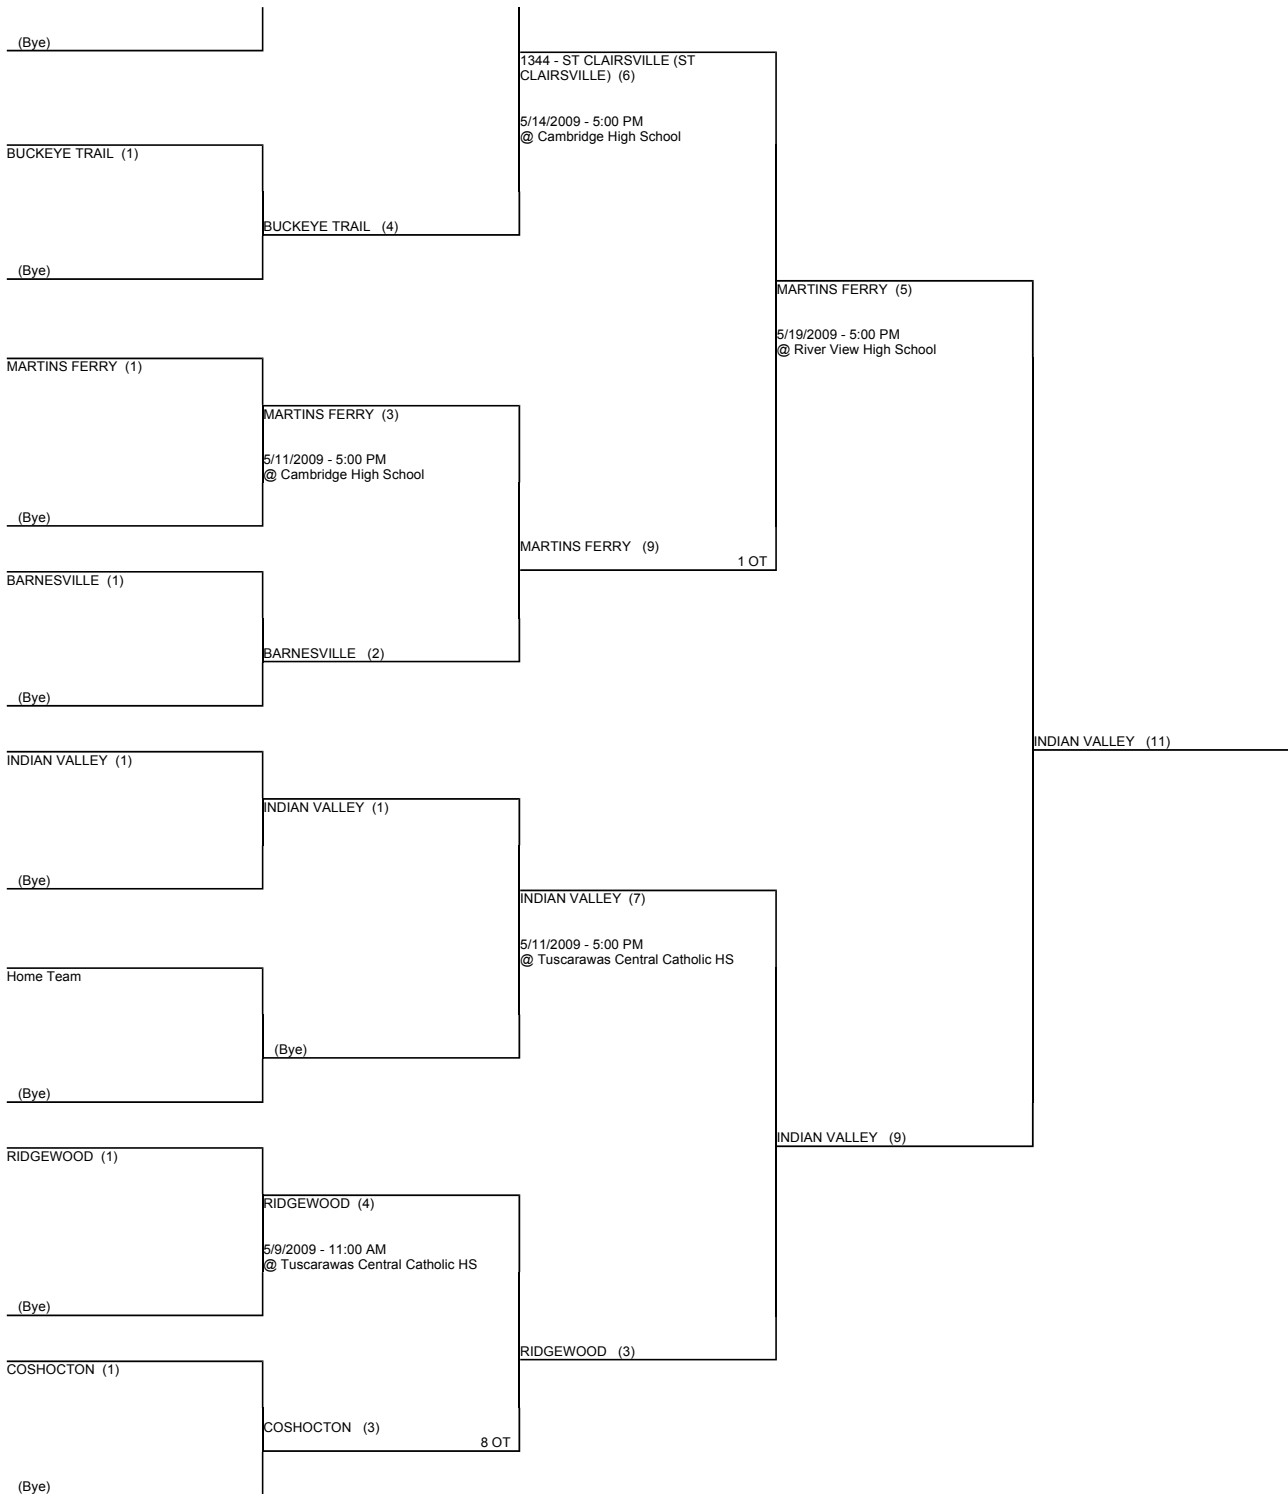 (Bye)
1344 - ST CLAIRSVILLE (ST
CLAIRSVILLE)  (6)
5/14/2009 - 5:00 PM
@ Cambridge High School
BUCKEYE TRAIL  (1)
BUCKEYE TRAIL   (4)
(Bye)
MARTINS FERRY  (5)
5/19/2009 - 5:00 PM
@ River View High School
MARTINS FERRY  (1)
MARTINS FERRY  (3)
5/11/2009 - 5:00 PM
@ Cambridge High School
(Bye)
MARTINS FERRY   (9)
1 OT
BARNESVILLE  (1)
BARNESVILLE   (2)
(Bye)
INDIAN VALLEY   (11)
INDIAN VALLEY  (1)
INDIAN VALLEY  (1)
(Bye)
INDIAN VALLEY  (7)
5/11/2009 - 5:00 PM
@ Tuscarawas Central Catholic HS
Home Team
(Bye)
(Bye)
INDIAN VALLEY   (9)
RIDGEWOOD  (1)
RIDGEWOOD  (4)
5/9/2009 - 11:00 AM
@ Tuscarawas Central Catholic HS
(Bye)
RIDGEWOOD   (3)
COSHOCTON  (1)
COSHOCTON   (3)
8 OT
(Bye)